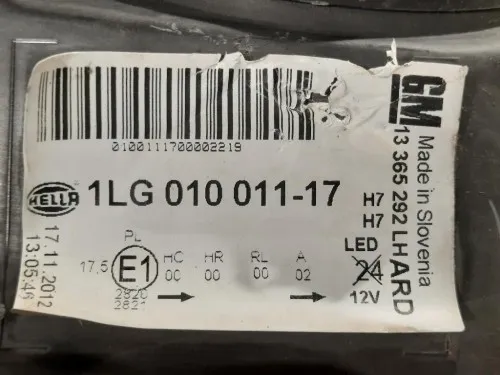 0100111700002219
HELLA
1LG 010 011-17
17.11.2012
13:05:46
PL
17,5
E1
HC
00
HR
00
RL
00
A
02
2820
2821
→
→
H7
H7
LED
24
12V
GM
13 365 292 LHARD
Made in Slovenia